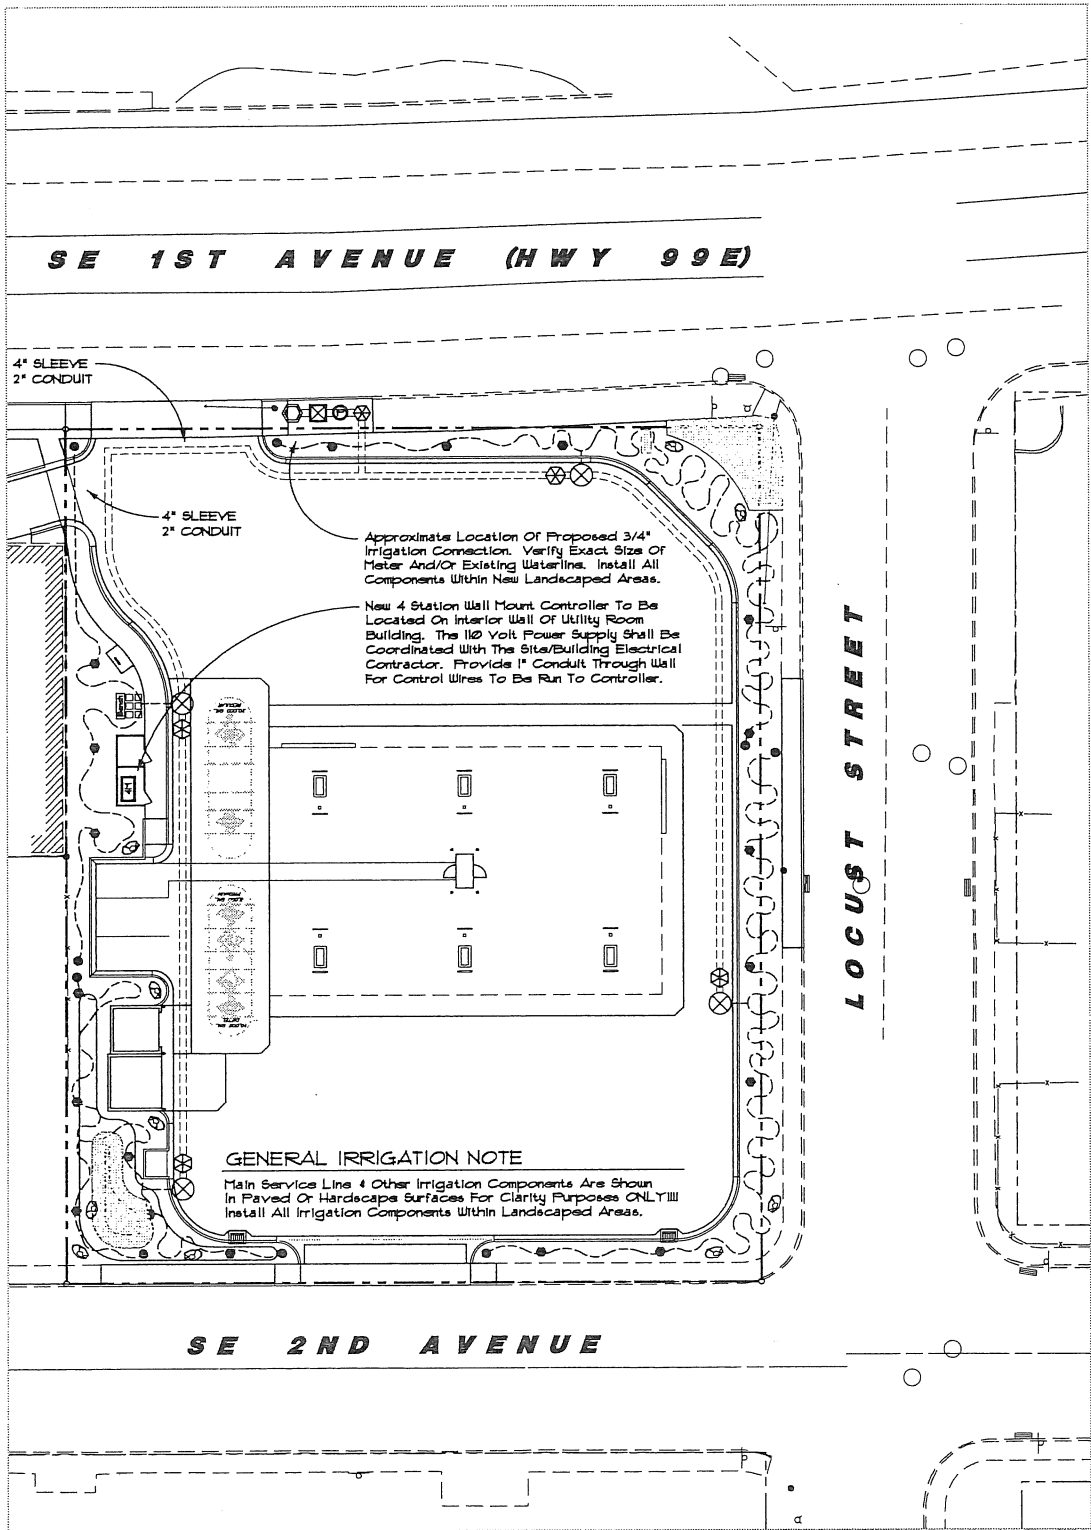 SE 1ST AVENUE (HWY 99E)
4" SLEEVE
2" CONDUIT
4" SLEEVE
2" CONDUIT
Approximate Location Of Proposed 3/4"
Irrigation Connection. Verify Exact Size Of
Meter And/Or Existing Waterline. Install All
Components Within New Landscaped Areas.
New 4 Station Wall Mount Controller To Be
Located On Interior Wall Of Utility Room
Building. The 110 Volt Power Supply Shall Be
Coordinated With The Site/Building Electrical
Contractor. Provide 1" Conduit Through Wall
For Control Wires To Be Run To Controller.
LOCUST STREET
GENERAL IRRIGATION NOTE
Main Service Line & Other Irrigation Components Are Shown
In Paved Or Hardscape Surfaces For Clarity Purposes ONLY!!!!
Install All Irrigation Components Within Landscaped Areas.
SE 2ND AVENUE